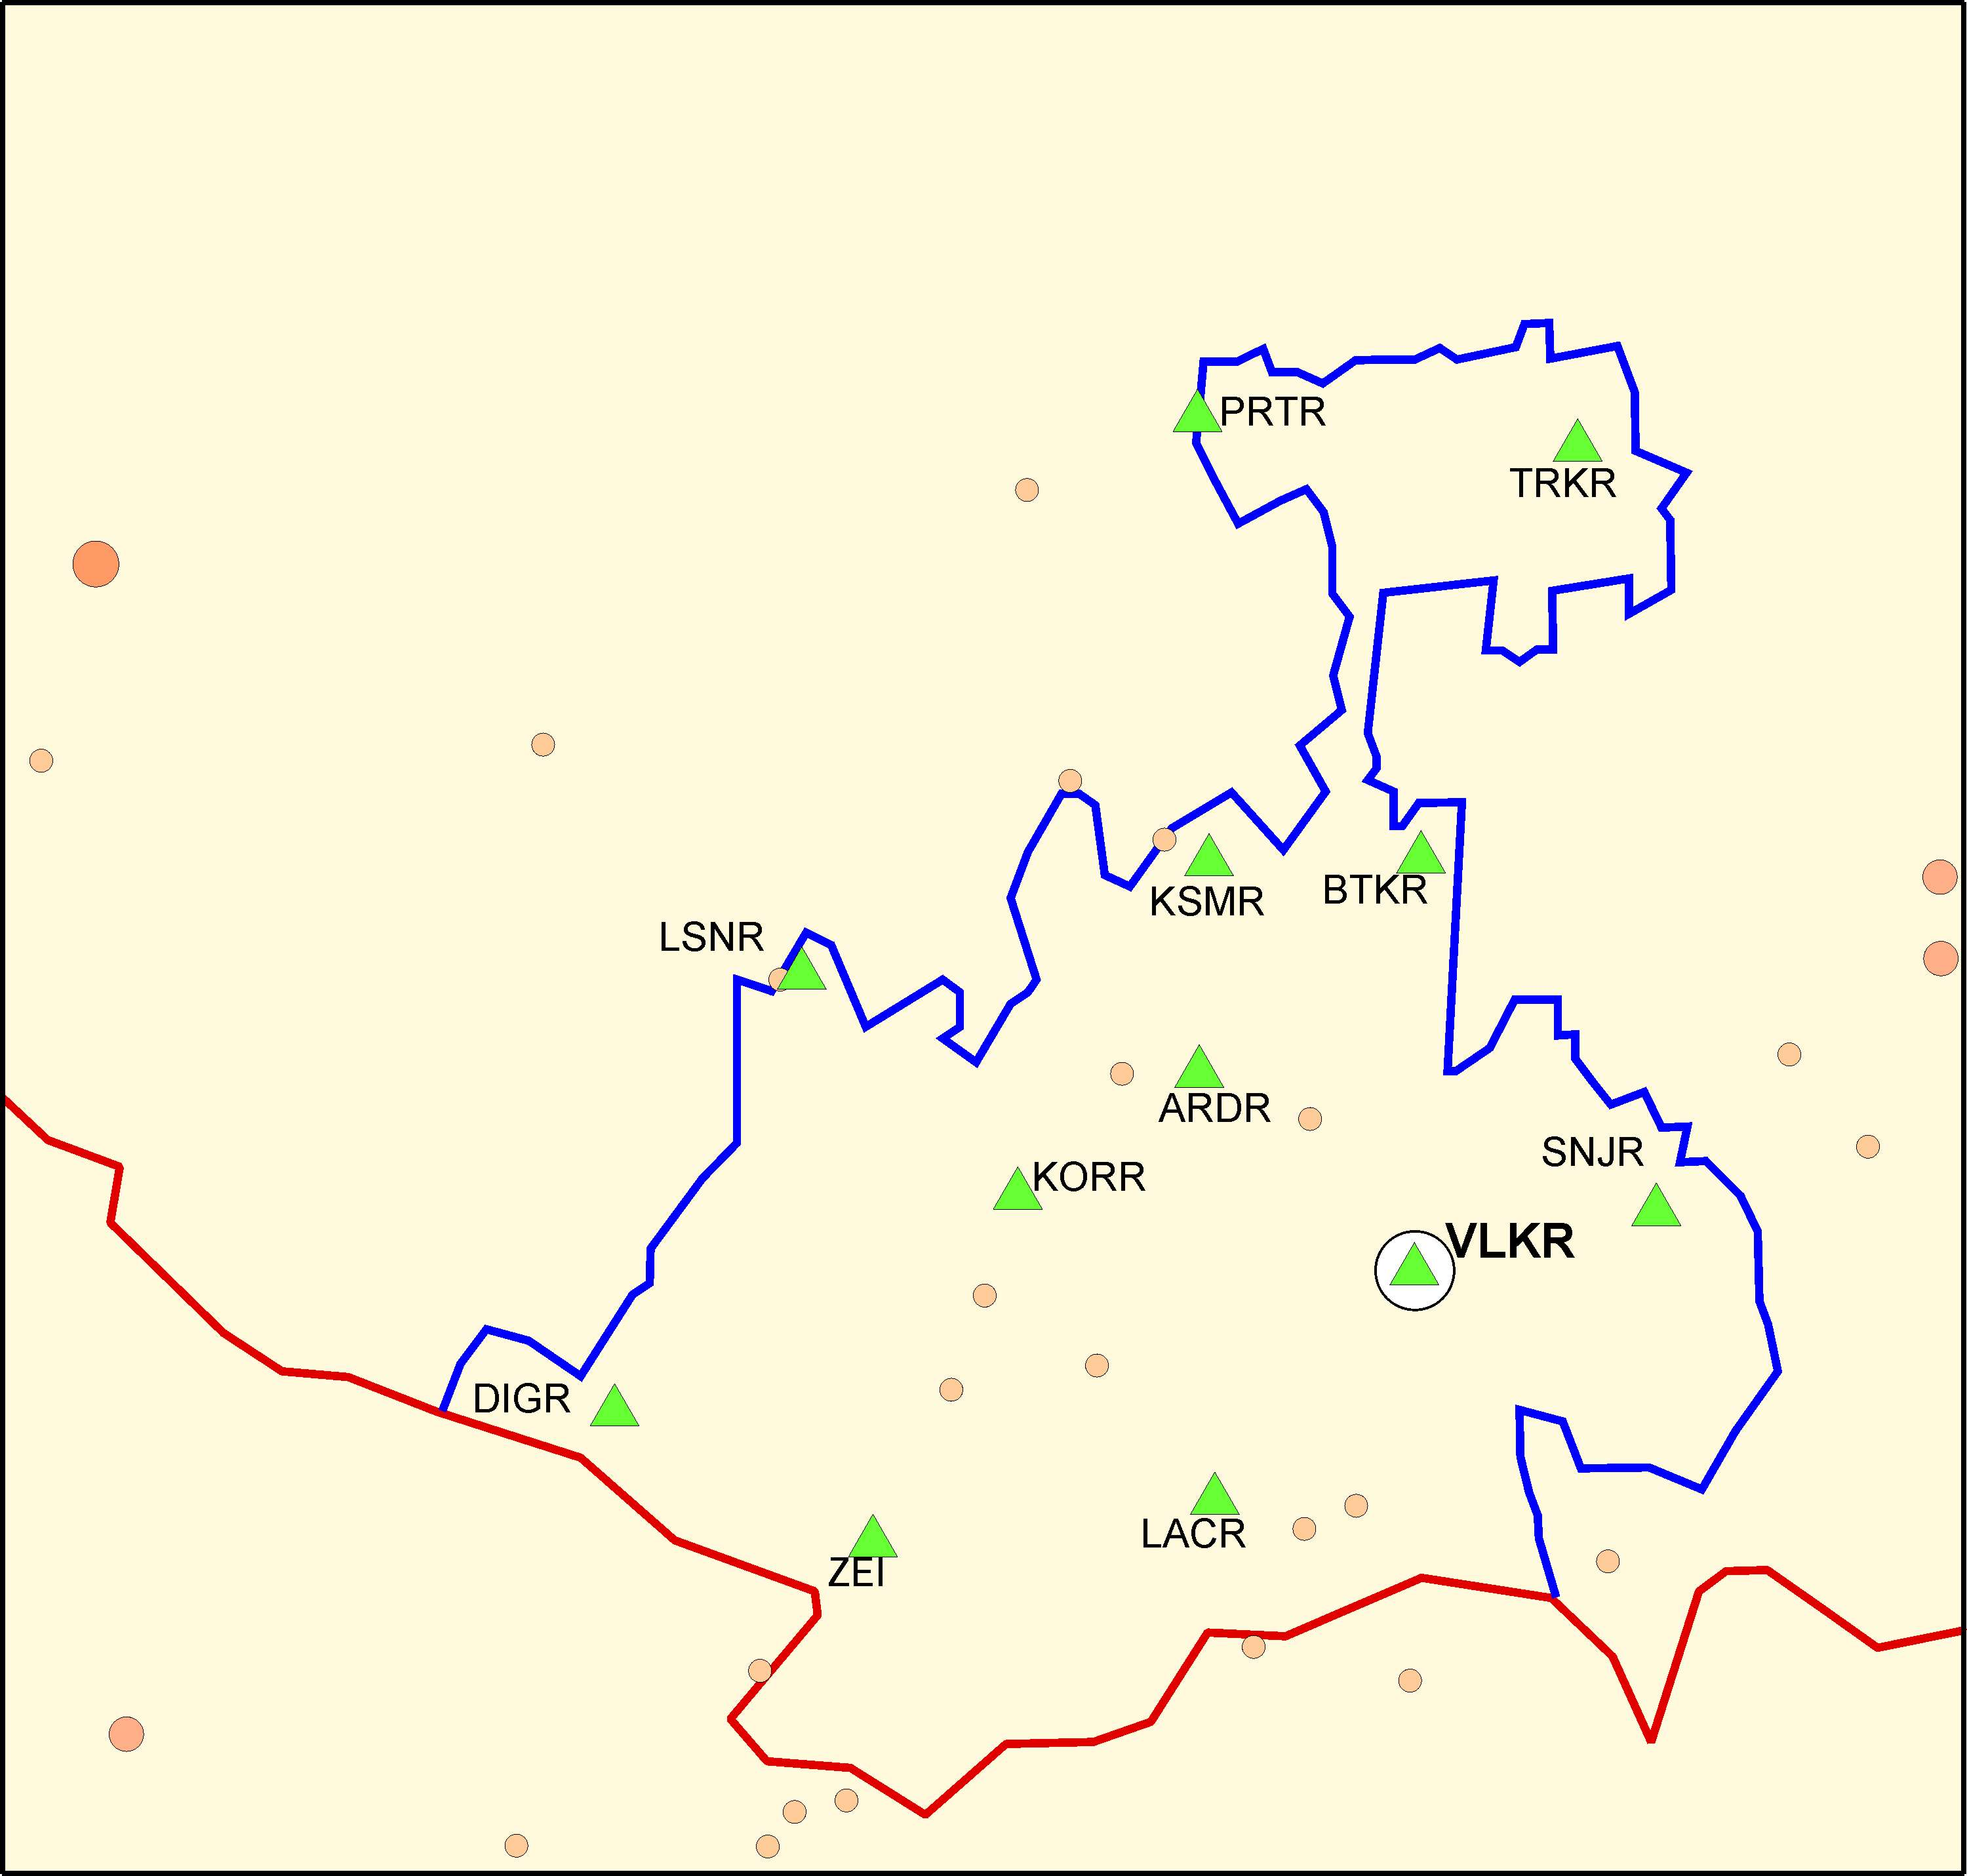 PRTR
TRKR
KSMR
BTKR
LSNR
ARDR
SNJR
KORR
VLKR
DIGR
LACR
ZEI